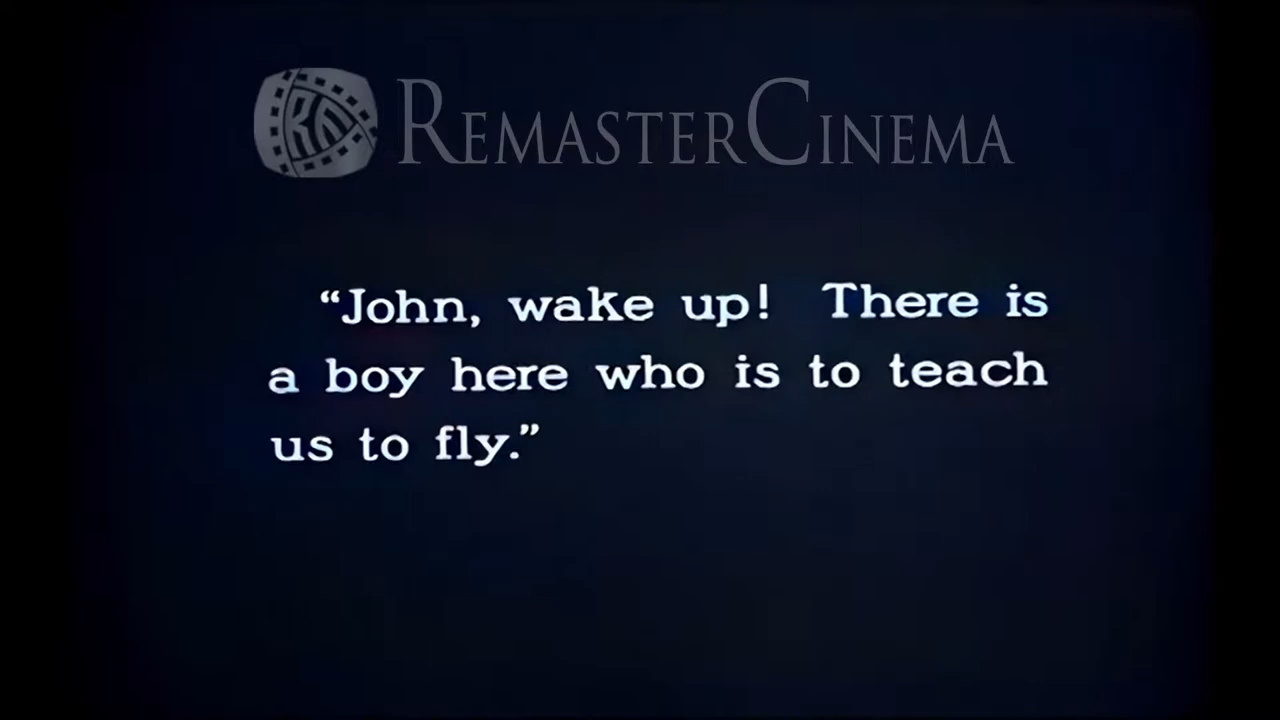 REMASTERCINEMA
“John, wake up! There is
a boy here who is to teach
us to fly.”